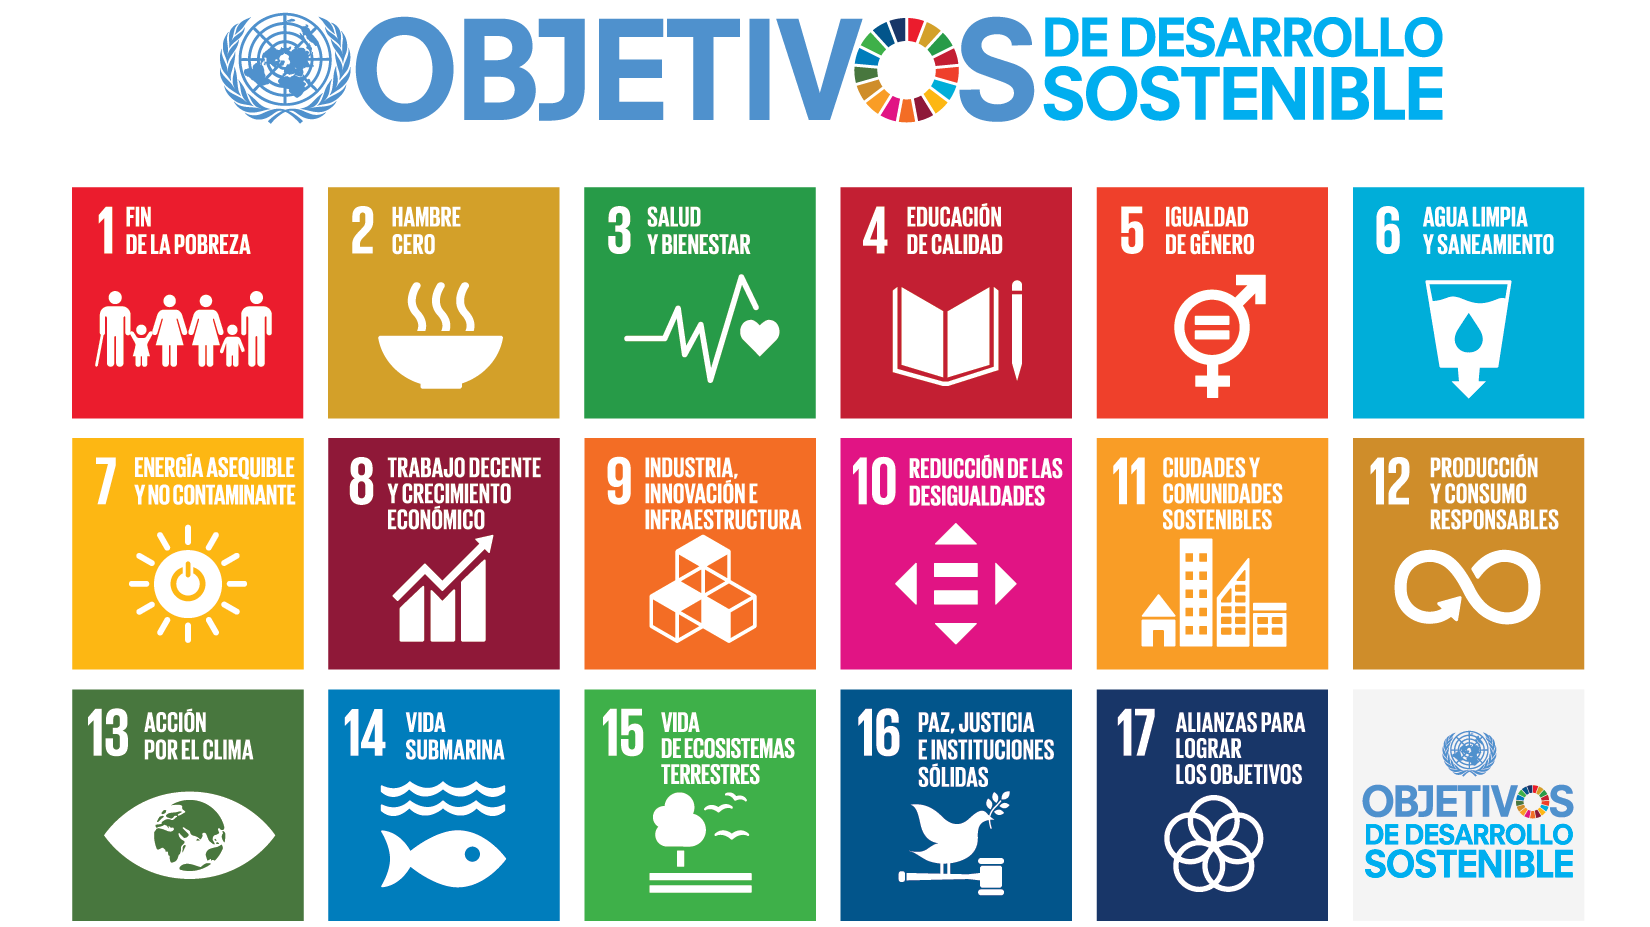 OBJETIVOS
DE DESARROLLO
SOSTENIBLE
1 FIN
DE LA POBREZA
2 HAMBRE
CERO
3 SALUD
Y BIENESTAR
4 EDUCACIÓN
DE CALIDAD
5 IGUALDAD
DE GÉNERO
6 AGUA LIMPIA
Y SANEAMIENTO
7 ENERGÍA ASEQUIBLE
Y NO CONTAMINANTE
8 TRABAJO DECENTE
Y CRECIMIENTO
ECONÓMICO
9 INDUSTRIA,
INNOVACIÓN E
INFRAESTRUCTURA
10 REDUCCIÓN DE LAS
DESIGUALDADES
11 CIUDADES Y
COMUNIDADES
SOSTENIBLES
12 PRODUCCIÓN
Y CONSUMO
RESPONSABLES
13 ACCIÓN
POR EL CLIMA
14 VIDA
SUBMARINA
15 VIDA
DE ECOSISTEMAS
TERRESTRES
16 PAZ, JUSTICIA
E INSTITUCIONES
SÓLIDAS
17 ALIANZAS PARA
LOGRAR
LOS OBJETIVOS
OBJETIVOS
DE DESARROLLO
SOSTENIBLE